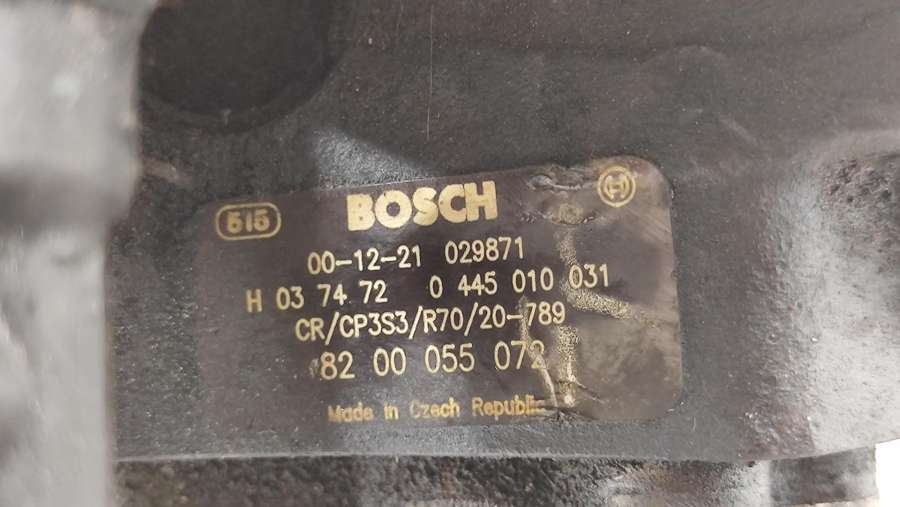 515 BOSCH
00-12-21 029871
H 03 74 72 0 445 010 031
CR/CP3S3/R70/20-789
82 00 055 072
Made in Czech Republic